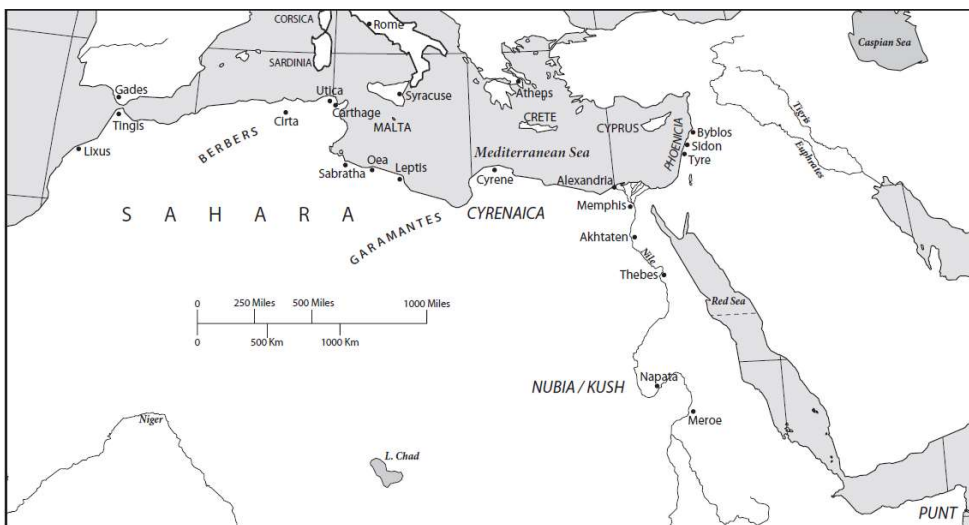 CORSICA
Rome
Caspian Sea
SARDINIA
Gades
Utica
Syracuse
Athens
Tigris
Tingis
Cirta
Carthage
CRETE
CYPRUS
Byblos
MALTA
PHOENICIA
Sidon
Lixus
BERBERS
Mediterranean Sea
Tyre
Euphrates
Oea
Sabratha
Leptis
Cyrene
Alexandria
SAHARA
CYRENAICA
Memphis
GARAMANTES
Akhtaten
Nile
Thebes
0 250 Miles 500 Miles 1000 Miles
Red Sea
0 500 Km 1000 Km
NUBIA / KUSH
Napata
Niger
Meroe
L. Chad
PUNT